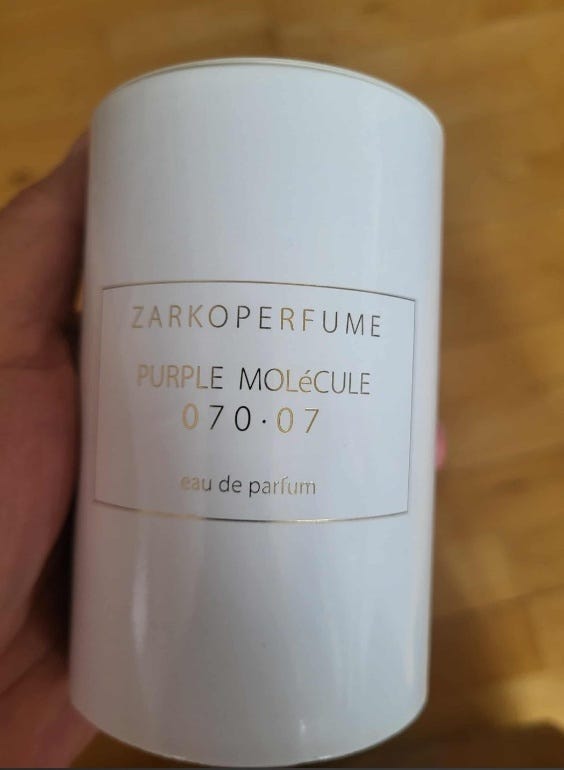 ZARKOPERFUME
PURPLE MOLéCULE
070·07
eau de parfum